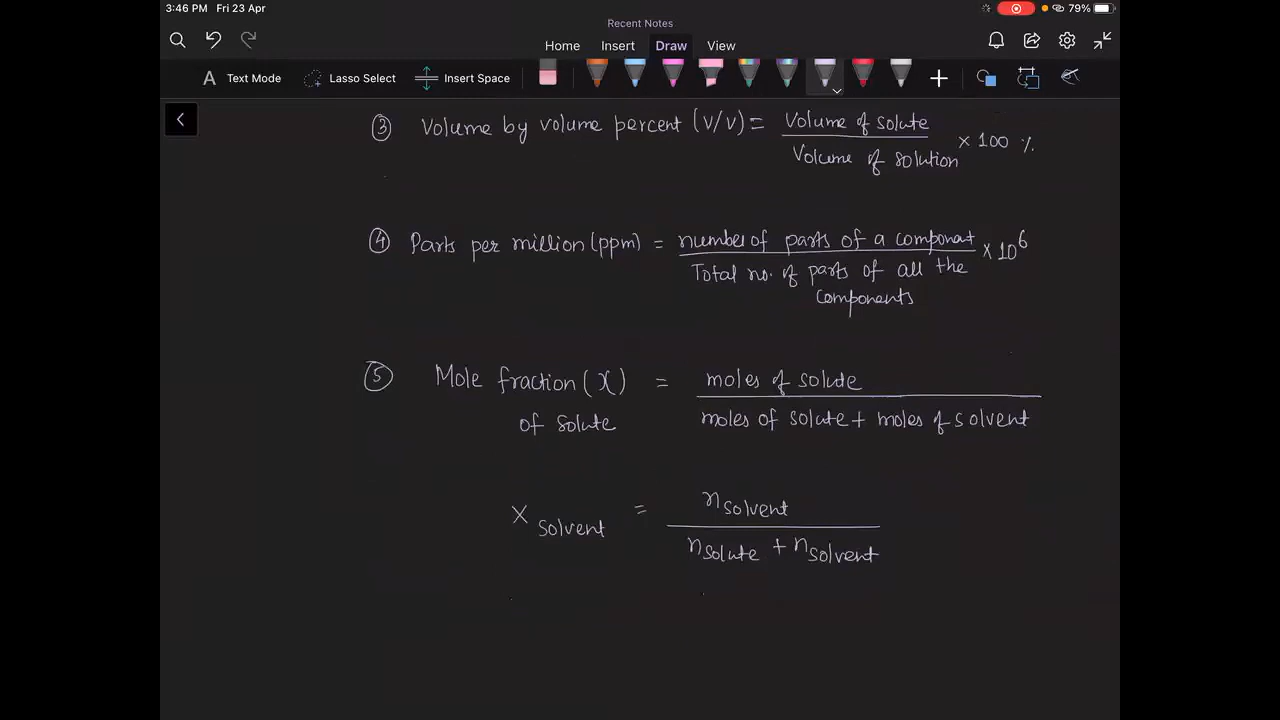 3:46 PM Fri 23 Apr
79%
Recent Notes
Home Insert Draw View
A Text Mode Lasso Select Insert Space
③ Volume by volume percent (v/v) = Volume of solute
Volume of solution × 100 %
④ Parts per million (ppm) = number of parts of a component × 10⁶
Total no. of parts of all the
components
⑤ Mole fraction (x) = moles of solute
of solute moles of solute + moles of solvent
x solvent = n solvent
n solute + n solvent